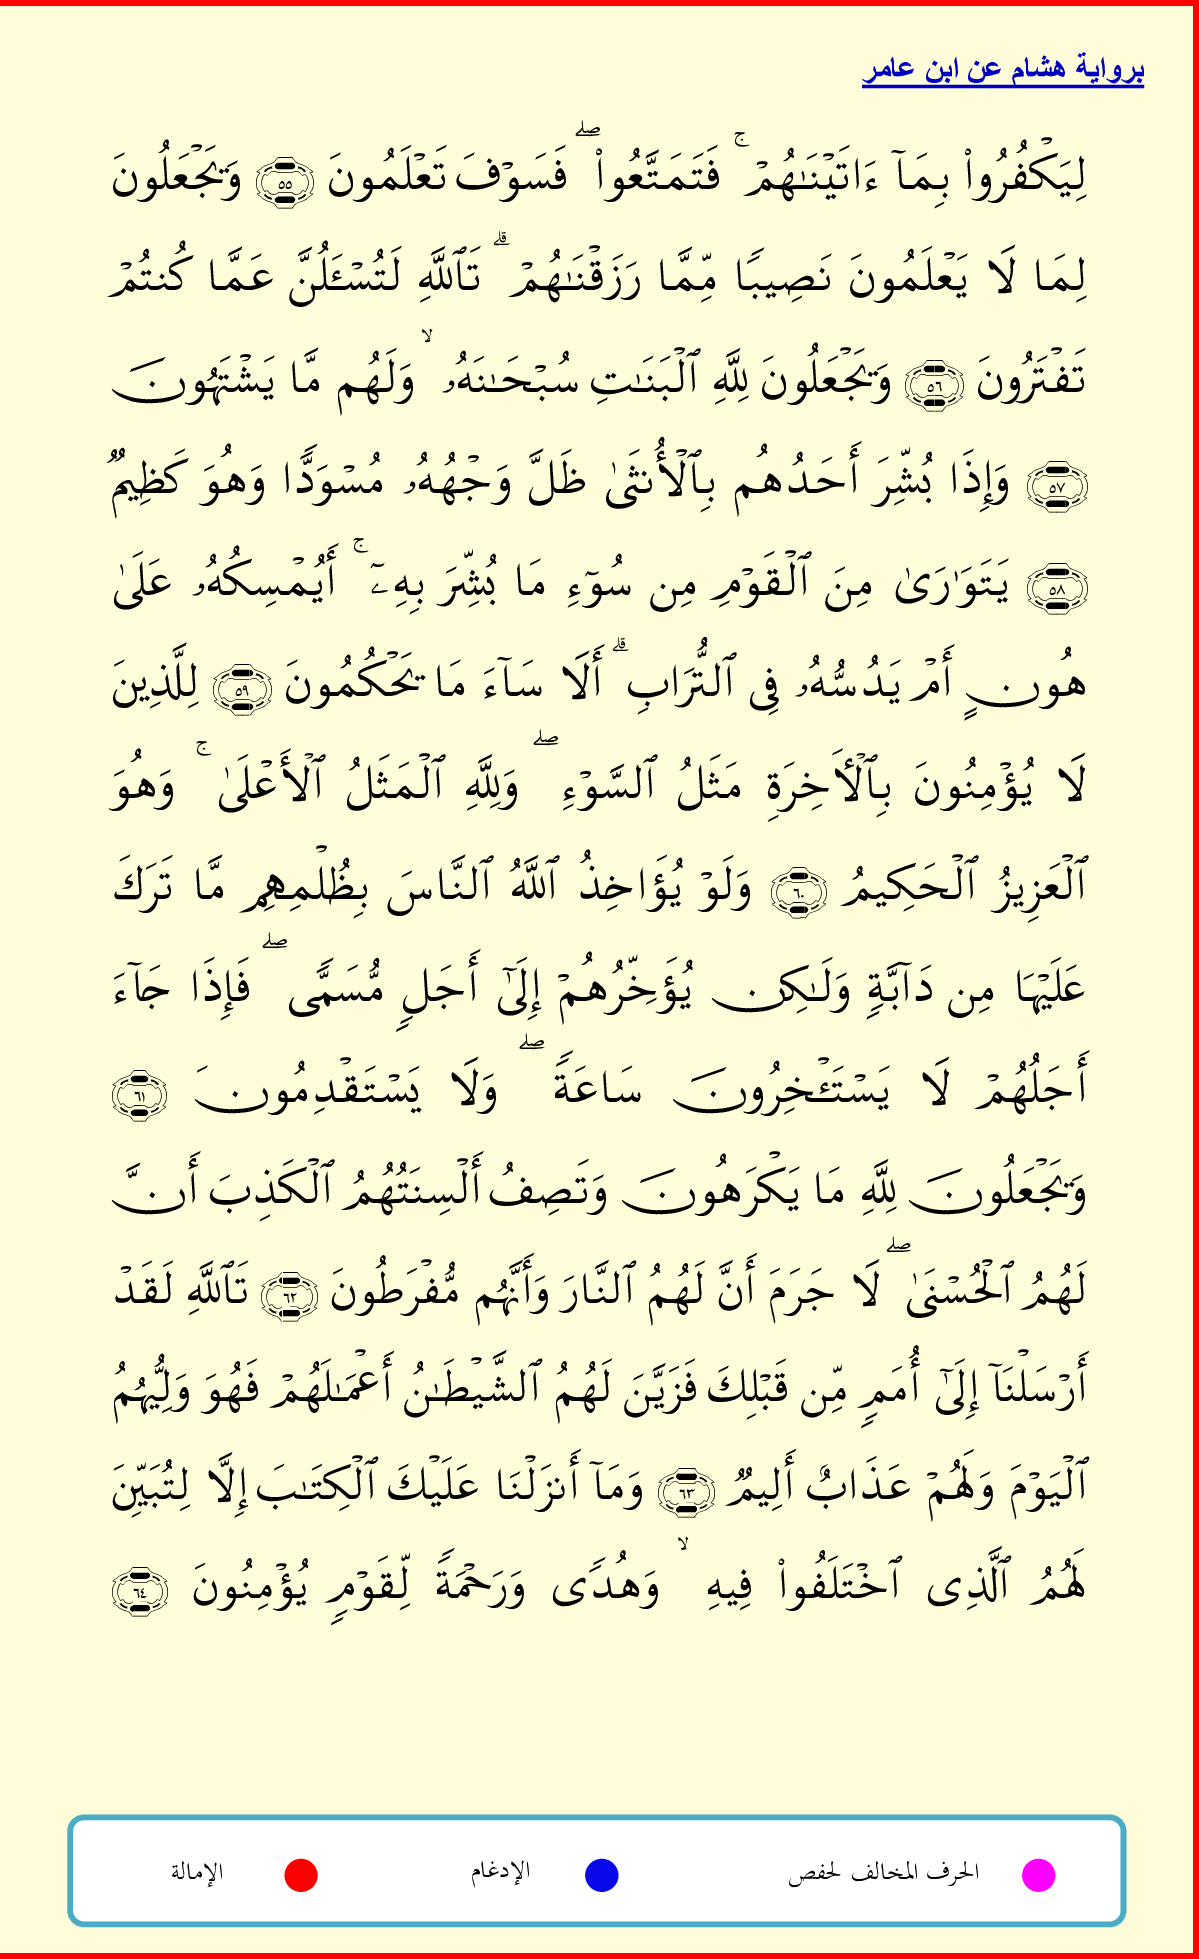 برواية هشام عن ابن عامر
لِيَكْفُرُوا۟ بِمَآ ءَاتَيْنَـٰهُمْ ۚ فَتَمَتَّعُوا۟ ۖ فَسَوْفَ تَعْلَمُونَ ٥٥ وَيَجْعَلُونَ
لِمَا لَا يَعْلَمُونَ نَصِيبًا مِّمَّا رَزَقْنَـٰهُمْ ۗ تَٱللَّهِ لَتُسْـَٔلُنَّ عَمَّا كُنتُمْ
تَفْتَرُونَ ٥٦ وَيَجْعَلُونَ لِلَّهِ ٱلْبَنَـٰتِ سُبْحَـٰنَهُۥ ۙ وَلَهُم مَّا يَشْتَهُونَ
٥٧ وَإِذَا بُشِّرَ أَحَدُهُم بِٱلْأُنثَىٰ ظَلَّ وَجْهُهُۥ مُسْوَدًّا وَهُوَ كَظِيمٌ
٥٨ يَتَوَٰرَىٰ مِنَ ٱلْقَوْمِ مِن سُوٓءِ مَا بُشِّرَ بِهِۦٓ ۚ أَيُمْسِكُهُۥ عَلَىٰ
هُونٍ أَمْ يَدُسُّهُۥ فِى ٱلتُّرَابِ ۗ أَلَا سَآءَ مَا يَحْكُمُونَ ٥٩ لِلَّذِينَ
لَا يُؤْمِنُونَ بِٱلْـَٔاخِرَةِ مَثَلُ ٱلسَّوْءِ ۖ وَلِلَّهِ ٱلْمَثَلُ ٱلْأَعْلَىٰ ۚ وَهُوَ
ٱلْعَزِيزُ ٱلْحَكِيمُ ٦٠ وَلَوْ يُؤَاخِذُ ٱللَّهُ ٱلنَّاسَ بِظُلْمِهِم مَّا تَرَكَ
عَلَيْهَا مِن دَآبَّةٍ وَلَـٰكِن يُؤَخِّرُهُمْ إِلَىٰٓ أَجَلٍ مُّسَمًّى ۖ فَإِذَا جَآءَ
أَجَلُهُمْ لَا يَسْتَـْٔخِرُونَ سَاعَةً ۖ وَلَا يَسْتَقْدِمُونَ ٦١
وَيَجْعَلُونَ لِلَّهِ مَا يَكْرَهُونَ وَتَصِفُ أَلْسِنَتُهُمُ ٱلْكَذِبَ أَنَّ
لَهُمُ ٱلْحُسْنَىٰ ۖ لَا جَرَمَ أَنَّ لَهُمُ ٱلنَّارَ وَأَنَّهُم مُّفْرَطُونَ ٦٢ تَٱللَّهِ لَقَدْ
أَرْسَلْنَآ إِلَىٰٓ أُمَمٍ مِّن قَبْلِكَ فَزَيَّنَ لَهُمُ ٱلشَّيْطَـٰنُ أَعْمَـٰلَهُمْ فَهُوَ وَلِيُّهُمُ
ٱلْيَوْمَ وَلَهُمْ عَذَابٌ أَلِيمٌ ٦٣ وَمَآ أَنزَلْنَا عَلَيْكَ ٱلْكِتَـٰبَ إِلَّا لِتُبَيِّنَ
لَهُمُ ٱلَّذِى ٱخْتَلَفُوا۟ فِيهِ ۙ وَهُدًى وَرَحْمَةً لِّقَوْمٍ يُؤْمِنُونَ ٦٤
الحرف المخالف لحفص الإدغام الإمالة